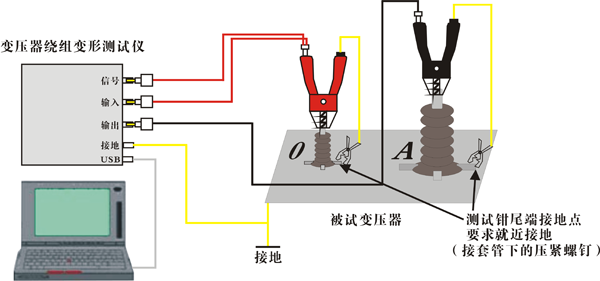 变压器绕组变形测试仪
信号
输入
输出
接地
USB
O
A
被试变压器
接地
测试钳尾端接地点
要求就近接地
（接套管下的压紧螺钉）